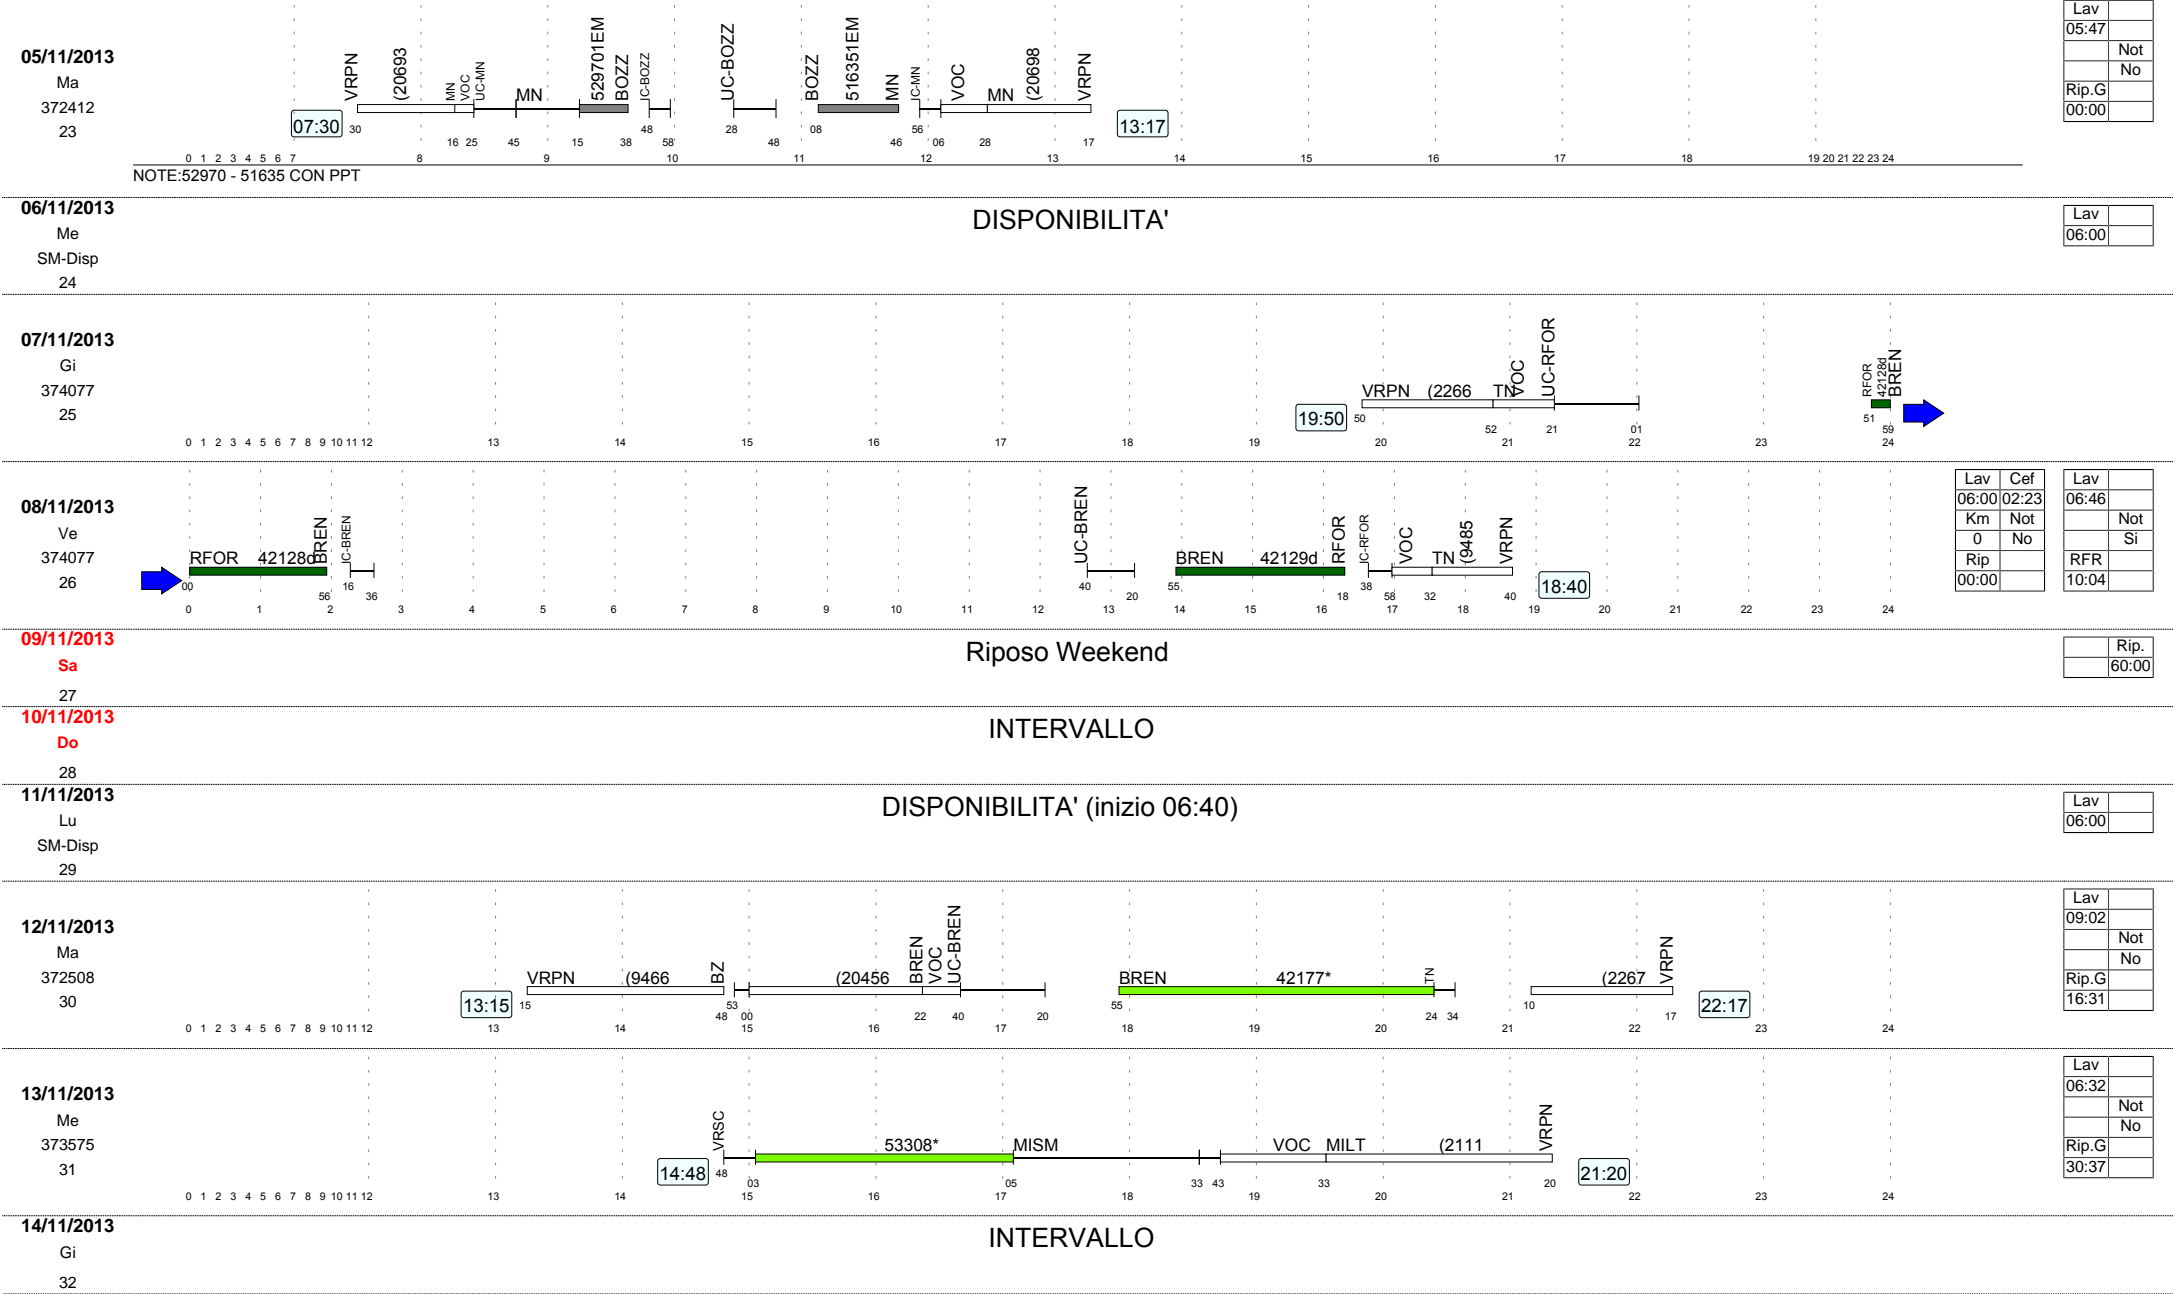 05/11/2013
Ma
372412
23
07:30
VRPN (20693 MN VOC UC-MN MN 529701EM BOZZ IC-BOZZ UC-BOZZ BOZZ 516351EM MN IC-MN VOC MN (20698 VRPN
30 16 25 45 15 38 48 58 28 48 08 46 56 06 28 17
13:17
0 1 2 3 4 5 6 7 8 9 10 11 12 13 14 15 16 17 18 19 20 21 22 23 24
NOTE:52970 - 51635 CON PPT
Lav
05:47
Not
No
Rip.G
00:00
06/11/2013
Me
SM-Disp
24
DISPONIBILITA'
Lav
06:00
07/11/2013
Gi
374077
25
19:50
VRPN (2266 TN VOC UC-RFOR RFOR 42128d BREN
50 52 21 01 51 59
0 1 2 3 4 5 6 7 8 9 10 11 12 13 14 15 16 17 18 19 20 21 22 23 24
08/11/2013
Ve
374077
26
RFOR 42128d BREN IC-BREN UC-BREN BREN 42129d RFOR IC-RFOR VOC TN (9485 VRPN
00 56 16 36 40 20 55 18 38 58 32 40
18:40
0 1 2 3 4 5 6 7 8 9 10 11 12 13 14 15 16 17 18 19 20 21 22 23 24
Lav Cef
06:00 02:23
Km Not
0 No
Rip
00:00
Lav
06:46
Not
Si
RFR
10:04
09/11/2013
Sa
27
Riposo Weekend
Rip.
60:00
10/11/2013
Do
28
INTERVALLO
11/11/2013
Lu
SM-Disp
29
DISPONIBILITA' (inizio 06:40)
Lav
06:00
12/11/2013
Ma
372508
30
13:15
VRPN (9466 BZ (20456 BREN VOC UC-BREN BREN 42177* TN (2267 VRPN
15 48 53 00 22 40 20 55 24 34 10 17
22:17
0 1 2 3 4 5 6 7 8 9 10 11 12 13 14 15 16 17 18 19 20 21 22 23 24
Lav
09:02
Not
No
Rip.G
16:31
13/11/2013
Me
373575
31
14:48
VRSC 53308* MISM VOC MILT (2111 VRPN
48 03 05 33 43 33 20
21:20
0 1 2 3 4 5 6 7 8 9 10 11 12 13 14 15 16 17 18 19 20 21 22 23 24
Lav
06:32
Not
No
Rip.G
30:37
14/11/2013
Gi
32
INTERVALLO